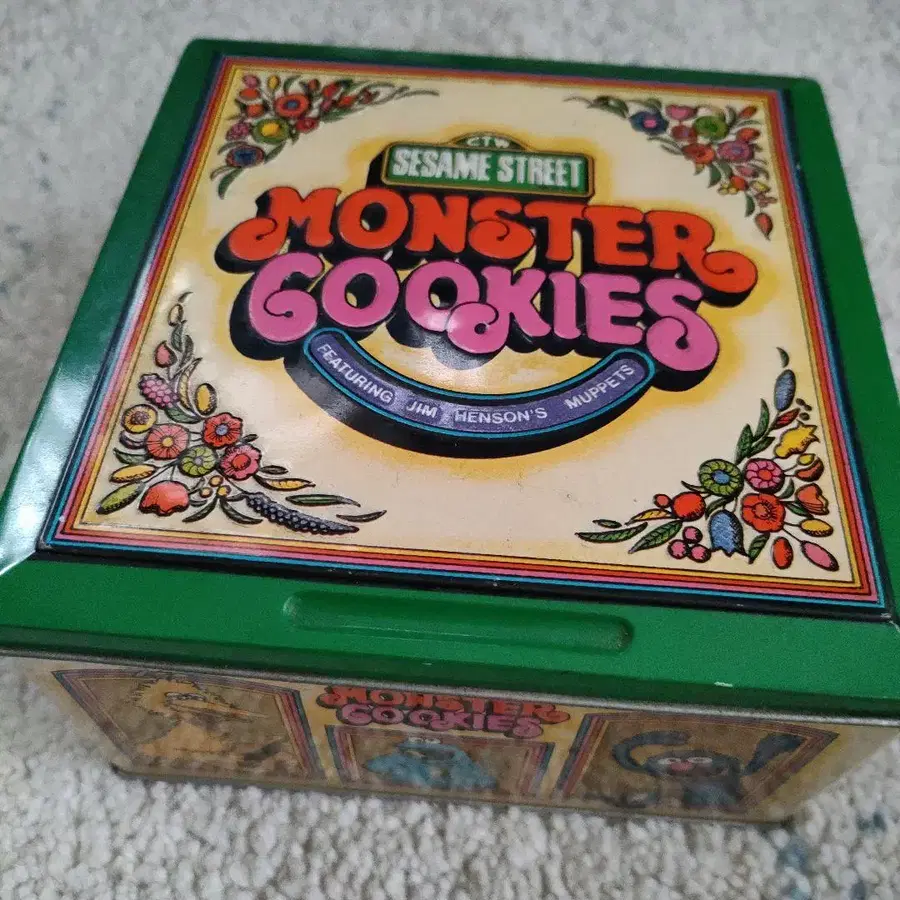 CTW
SESAME STREET
MONSTER
COOKIES
FEATURING JIM HENSON'S MUPPETS
MONSTER
COOKIES